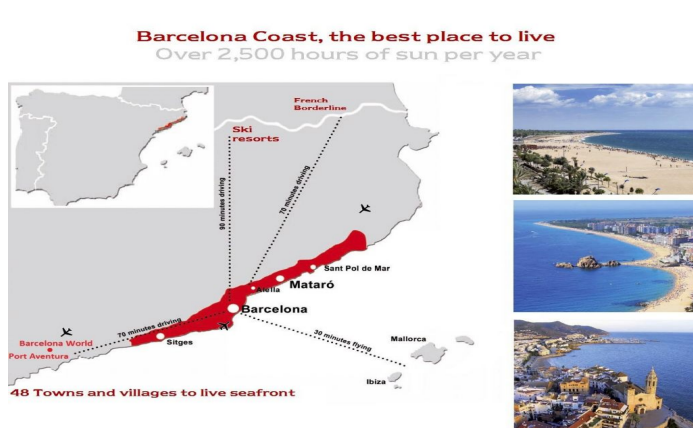 Barcelona Coast, the best place to live
Over 2,500 hours of sun per year
French
Borderline
Ski
resorts
90 minutes driving
70 minutes driving
Sant Pol de Mar
Mataró
Alella
Barcelona
70 minutes driving
30 minutes flying
Sitges
Barcelona World
Port Aventura
Mallorca
Ibiza
48 Towns and villages to live seafront